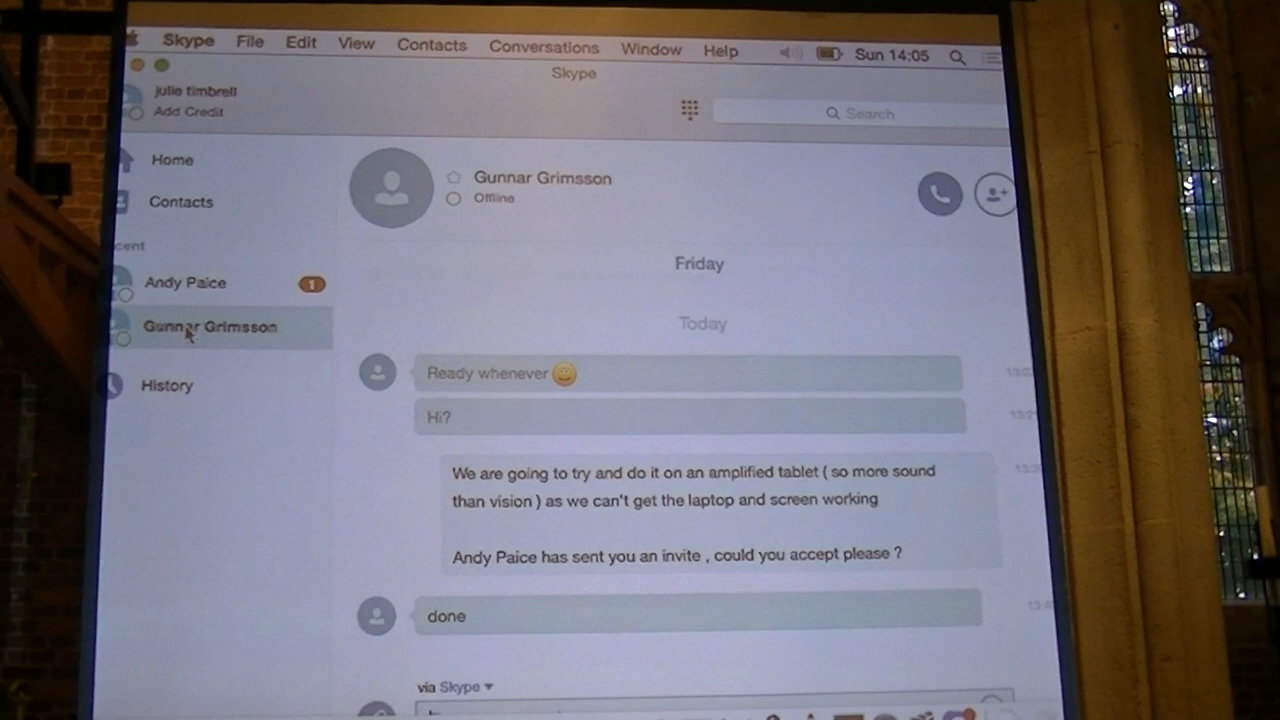 Skype File Edit View Contacts Conversations Window Help Sun 14:05
Skype
julie timbrell
Add Credit
Search
Home
Contacts
cent
Andy Paice 1
Gunnar Grimsson
History
Gunnar Grimsson
Offline
Friday
Today
Ready whenever
Hi?
We are going to try and do it on an amplified tablet ( so more sound
than vision ) as we can't get the laptop and screen working
Andy Paice has sent you an invite , could you accept please ?
done
via Skype